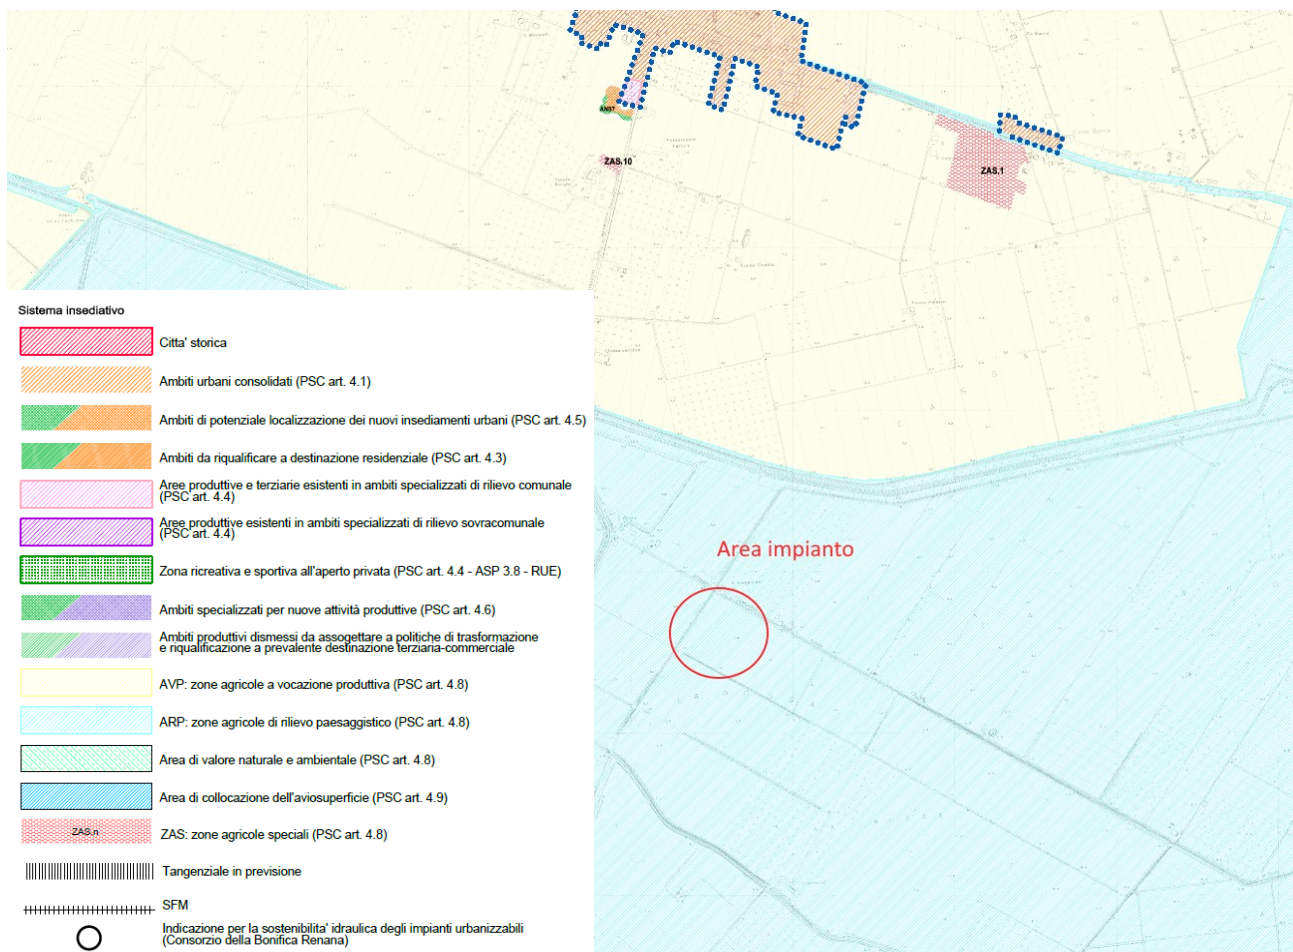 ANS7
ZAS.10
ZAS.1
Area impianto
Sistema insediativo
Citta' storica
Ambiti urbani consolidati (PSC art. 4.1)
Ambiti di potenziale localizzazione dei nuovi insediamenti urbani (PSC art. 4.5)
Ambiti da riqualificare a destinazione residenziale (PSC art. 4.3)
Aree produttive e terziarie esistenti in ambiti specializzati di rilievo comunale
(PSC art. 4.4)
Aree produttive esistenti in ambiti specializzati di rilievo sovracomunale
(PSC art. 4.4)
Zona ricreativa e sportiva all'aperto privata (PSC art. 4.4 - ASP 3.8 - RUE)
Ambiti specializzati per nuove attività produttive (PSC art. 4.6)
Ambiti produttivi dismessi da assogettare a politiche di trasformazione
e riqualificazione a prevalente destinazione terziaria-commerciale
AVP: zone agricole a vocazione produttiva (PSC art. 4.8)
ARP: zone agricole di rilievo paesaggistico (PSC art. 4.8)
Area di valore naturale e ambientale (PSC art. 4.8)
Area di collocazione dell'aviosuperficie (PSC art. 4.9)
ZAS.n
ZAS: zone agricole speciali (PSC art. 4.8)
Tangenziale in previsione
SFM
Indicazione per la sostenibilita' idraulica degli impianti urbanizzabili
(Consorzio della Bonifica Renana)